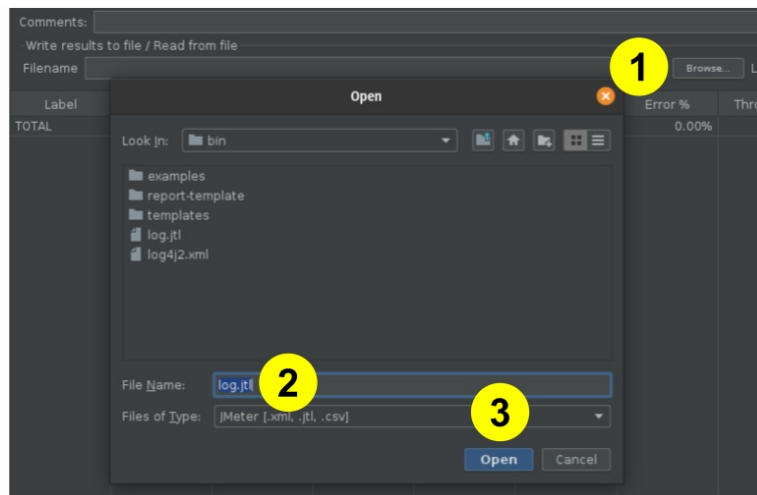 Comments:
Write results to file / Read from file
Filename
1
Browse...
L
Label
Error %
Thro
TOTAL
0.00%
Open
Look In:
bin
examples
report-template
templates
log.jtl
log4j2.xml
File Name:
log.jtl
2
Files of Type:
JMeter [.xml, .jtl, .csv]
3
Open
Cancel